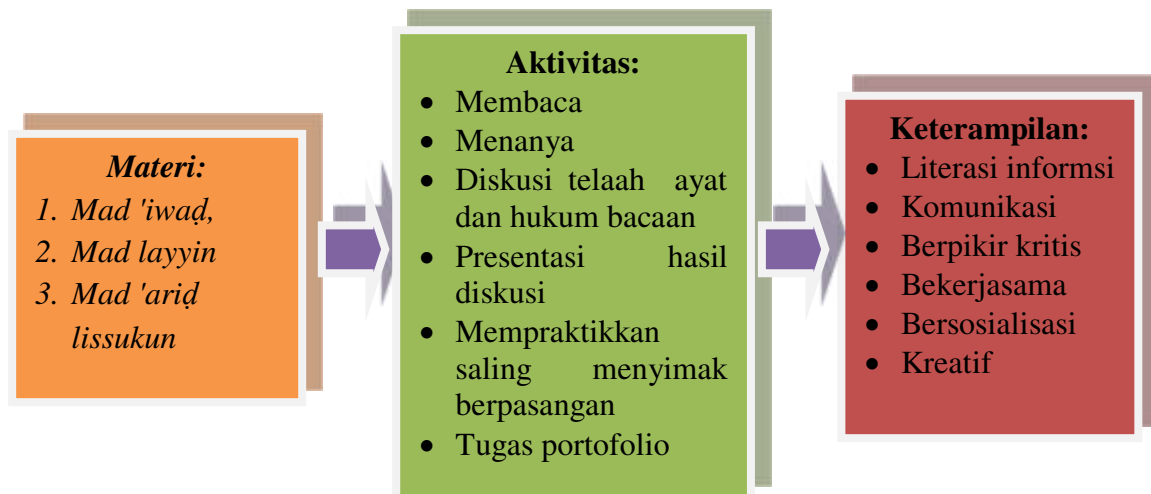 Materi:
1. Mad 'iwaḍ,
2. Mad layyin
3. Mad 'ariḍ
lissukun
Aktivitas:
• Membaca
• Menanya
• Diskusi telaah ayat
dan hukum bacaan
• Presentasi hasil
diskusi
• Mempraktikkan
saling menyimak
berpasangan
• Tugas portofolio
Keterampilan:
• Literasi informsi
• Komunikasi
• Berpikir kritis
• Bekerjasama
• Bersosialisasi
• Kreatif